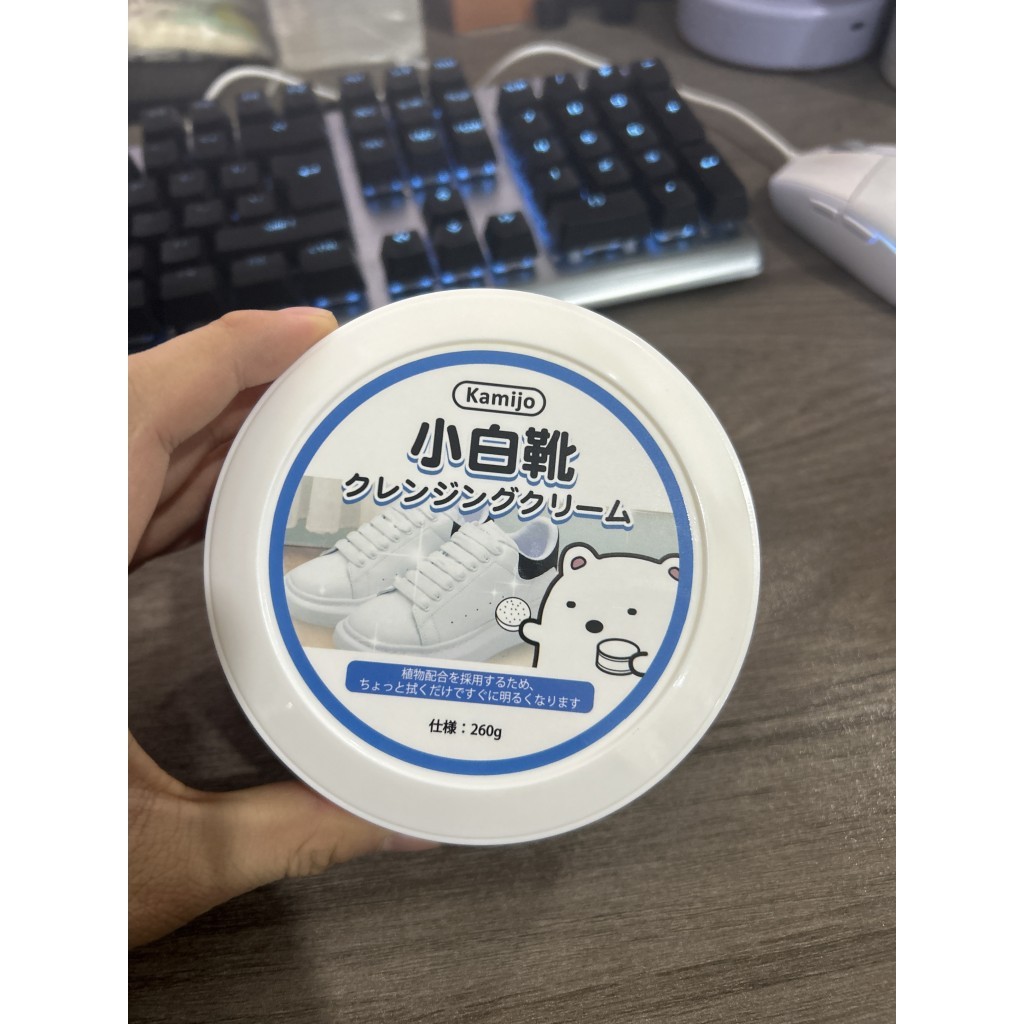 Kamijo
小白靴
クレンジングクリーム
植物配合を採用するため、
ちょっと拭くだけですぐに明るくなります
仕様：260g